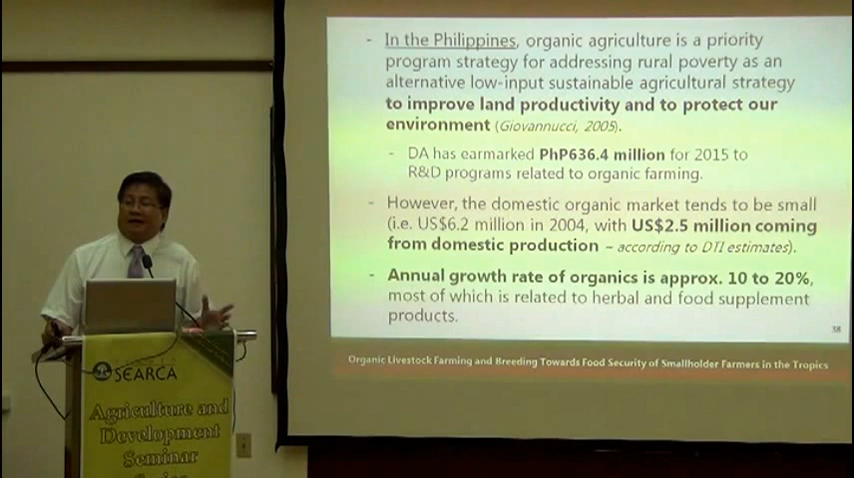 - In the Philippines, organic agriculture is a priority
program strategy for addressing rural poverty as an
alternative low-input sustainable agricultural strategy
to improve land productivity and to protect our
environment (Giovannucci, 2005).
- DA has earmarked PhP636.4 million for 2015 to
R&D programs related to organic farming.
- However, the domestic organic market tends to be small
(i.e. US$6.2 million in 2004, with US$2.5 million coming
from domestic production – according to DTI estimates).
- Annual growth rate of organics is approx. 10 to 20%,
most of which is related to herbal and food supplement
products.
38
Organic Livestock Farming and Breeding Towards Food Security of Smallholder Farmers in the Tropics
SEARCA
Agriculture and
Development
Seminar